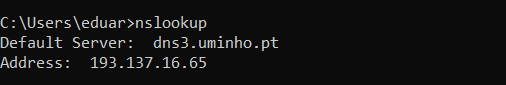 C:\Users\eduar>nslookup
Default Server:  dns3.uminho.pt
Address:  193.137.16.65